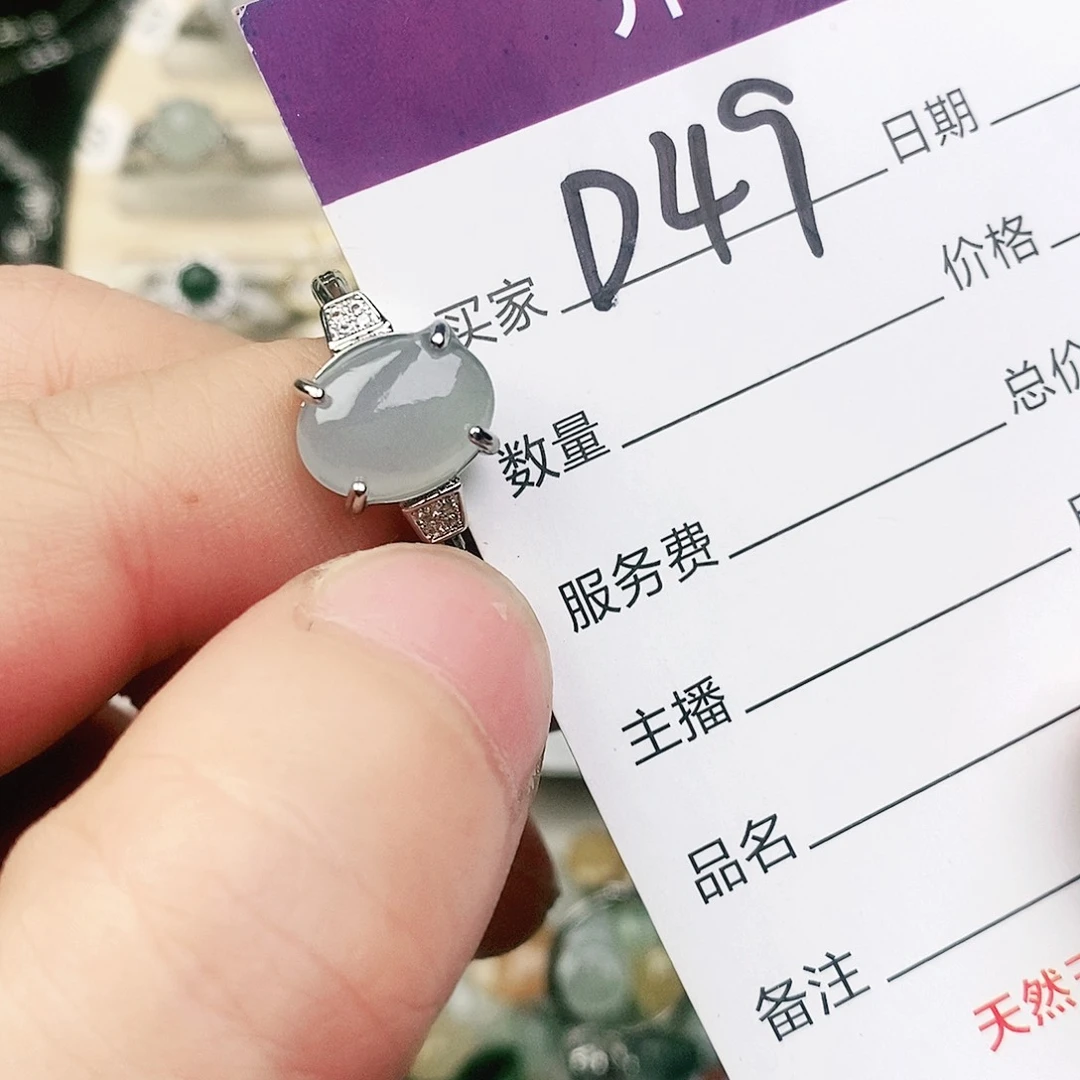 D49
买家 日期
数量 价格
服务费 总价
主播
品名
备注
天然